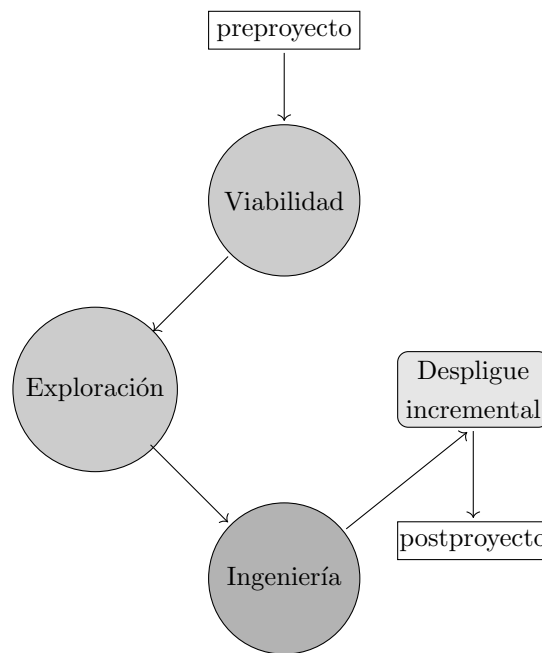 preproyecto
Viabilidad
Exploración
Despligue
incremental
postproyecto
Ingeniería